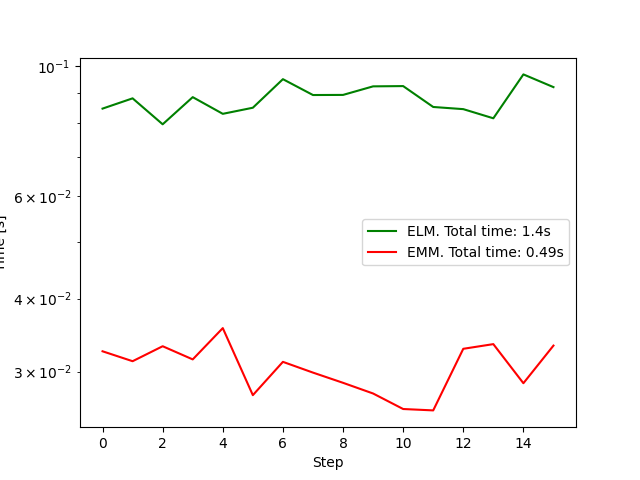 10⁻¹
6 × 10⁻²
4 × 10⁻²
3 × 10⁻²
ELM. Total time: 1.4s
EMM. Total time: 0.49s
0 2 4 6 8 10 12 14
Step